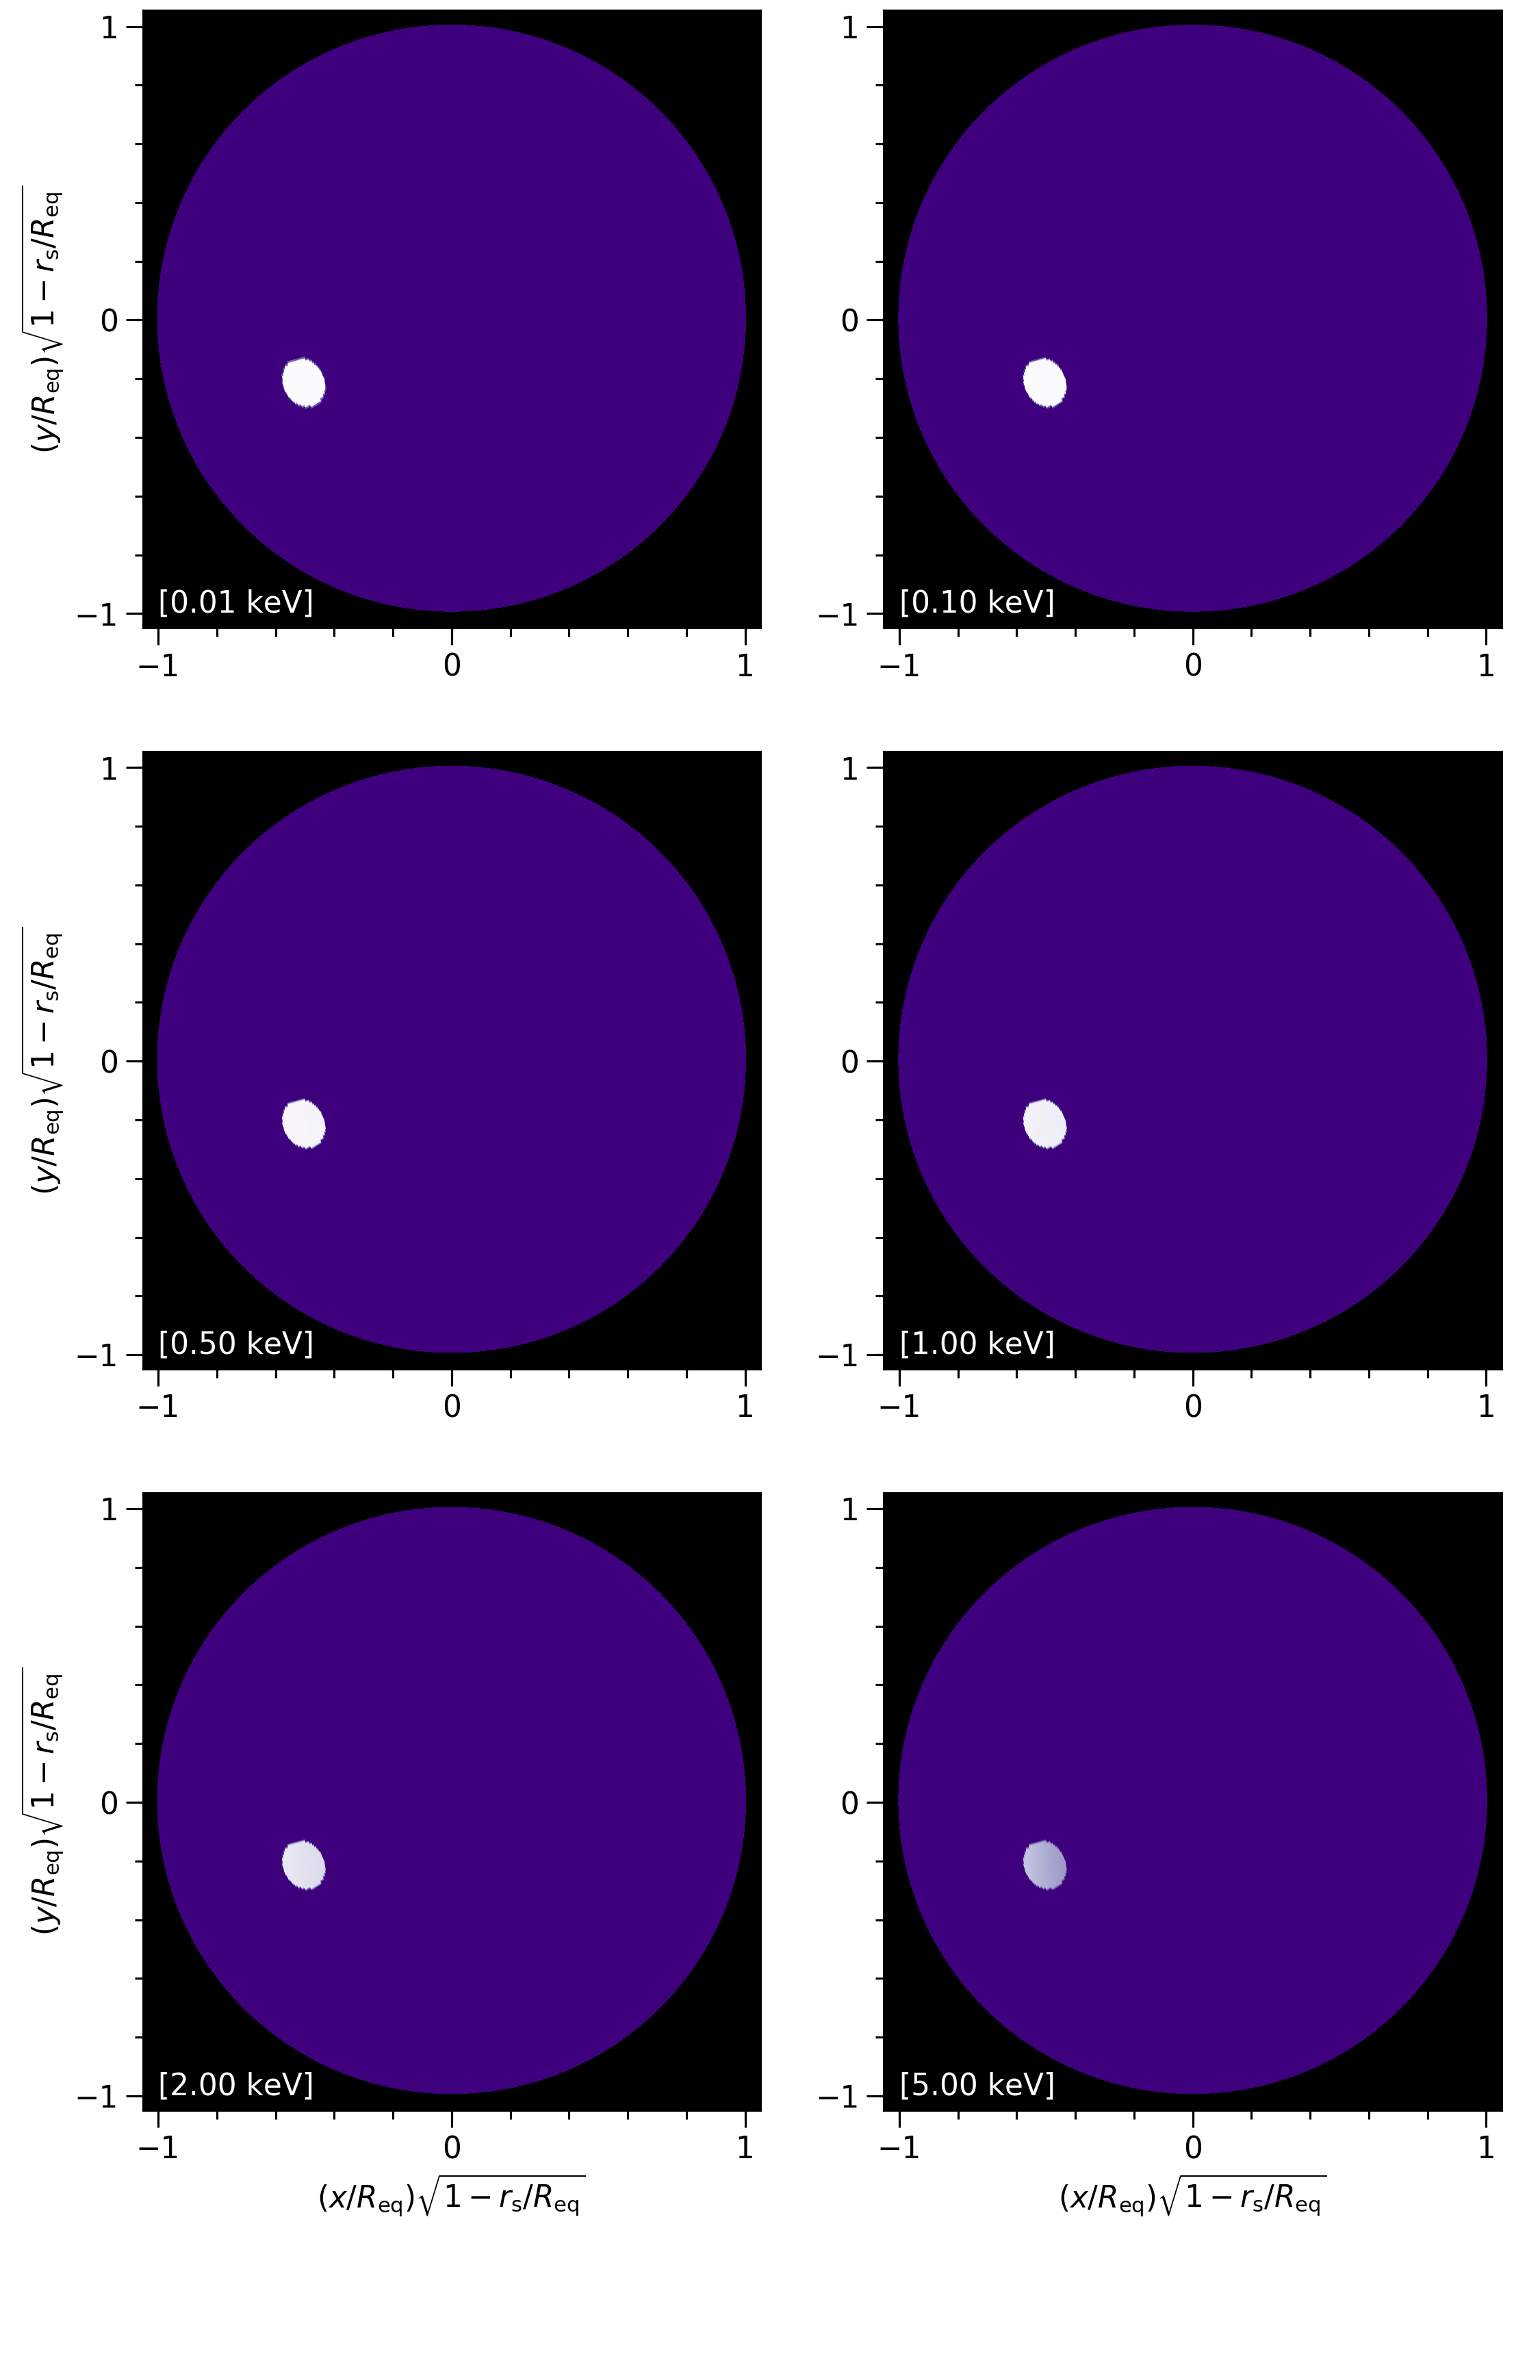 1
0
−1
(y/R_eq)√(1 − r_s/R_eq)
[0.01 keV]
−1 0 1
1
0
−1
[0.10 keV]
−1 0 1
1
0
−1
(y/R_eq)√(1 − r_s/R_eq)
[0.50 keV]
−1 0 1
1
0
−1
[1.00 keV]
−1 0 1
1
0
−1
(y/R_eq)√(1 − r_s/R_eq)
[2.00 keV]
−1 0 1
(x/R_eq)√(1 − r_s/R_eq)
1
0
−1
[5.00 keV]
−1 0 1
(x/R_eq)√(1 − r_s/R_eq)